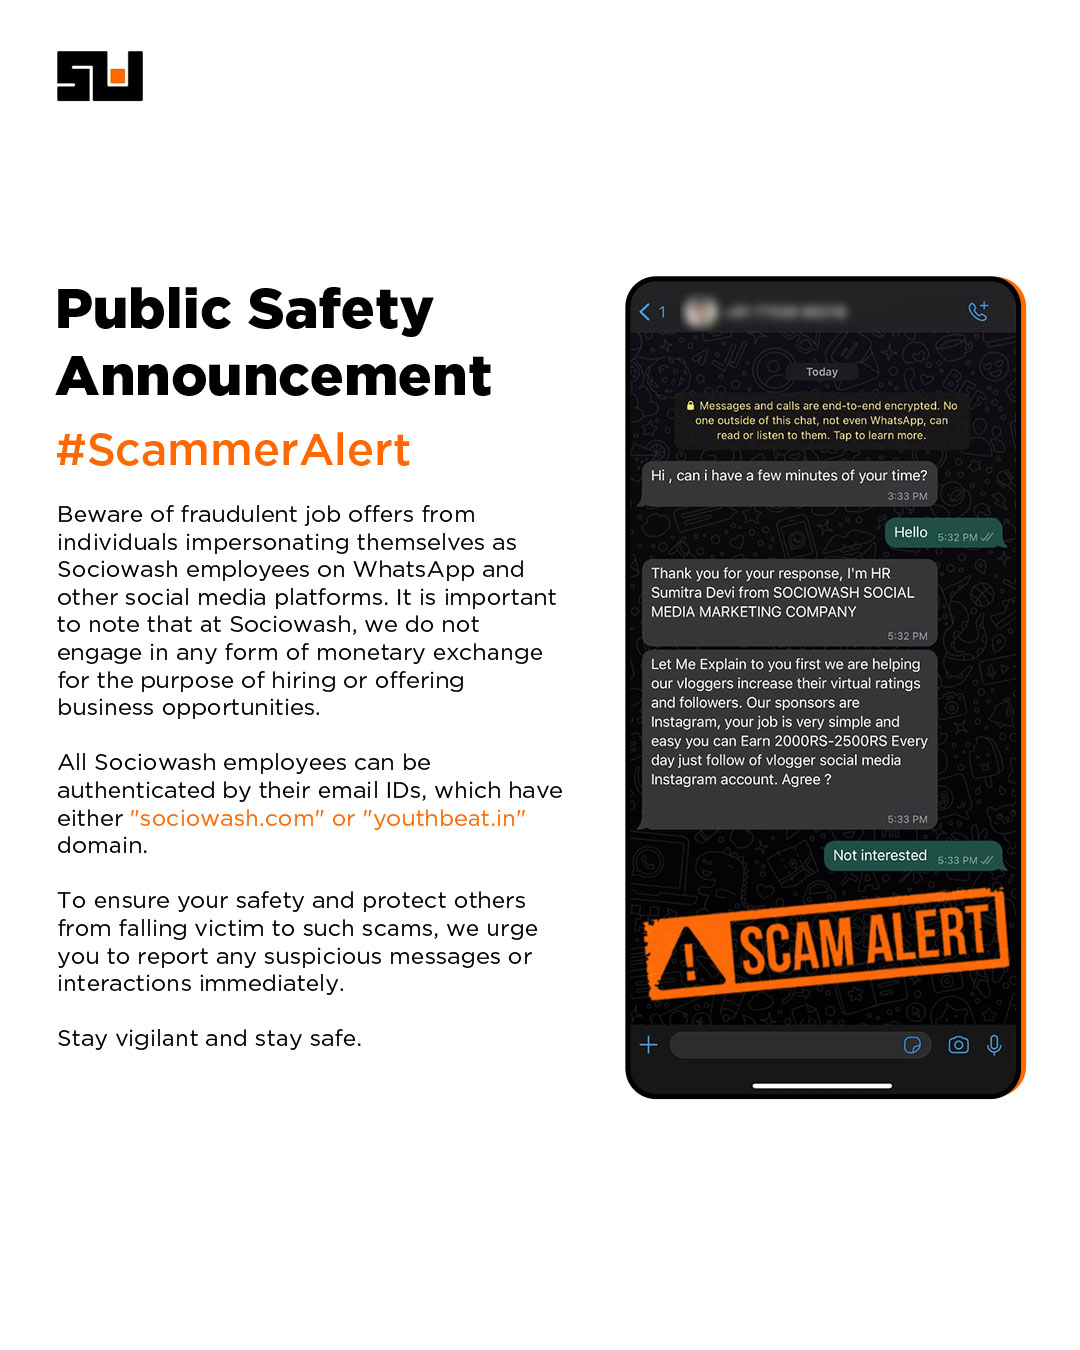 SW
Public Safety
Announcement
#ScammerAlert
Beware of fraudulent job offers from
individuals impersonating themselves as
Sociowash employees on WhatsApp and
other social media platforms. It is important
to note that at Sociowash, we do not
engage in any form of monetary exchange
for the purpose of hiring or offering
business opportunities.
All Sociowash employees can be
authenticated by their email IDs, which have
either "sociowash.com" or "youthbeat.in"
domain.
To ensure your safety and protect others
from falling victim to such scams, we urge
you to report any suspicious messages or
interactions immediately.
Stay vigilant and stay safe.
1
Today
Messages and calls are end-to-end encrypted. No
one outside of this chat, not even WhatsApp, can
read or listen to them. Tap to learn more.
Hi , can i have a few minutes of your time?
3:33 PM
Hello 5:32 PM
Thank you for your response, I'm HR
Sumitra Devi from SOCIOWASH SOCIAL
MEDIA MARKETING COMPANY
5:32 PM
Let Me Explain to you first we are helping
our vloggers increase their virtual ratings
and followers. Our sponsors are
Instagram, your job is very simple and
easy you can Earn 2000RS-2500RS Every
day just follow of vlogger social media
Instagram account. Agree ?
5:33 PM
Not interested 5:33 PM
! SCAM ALERT